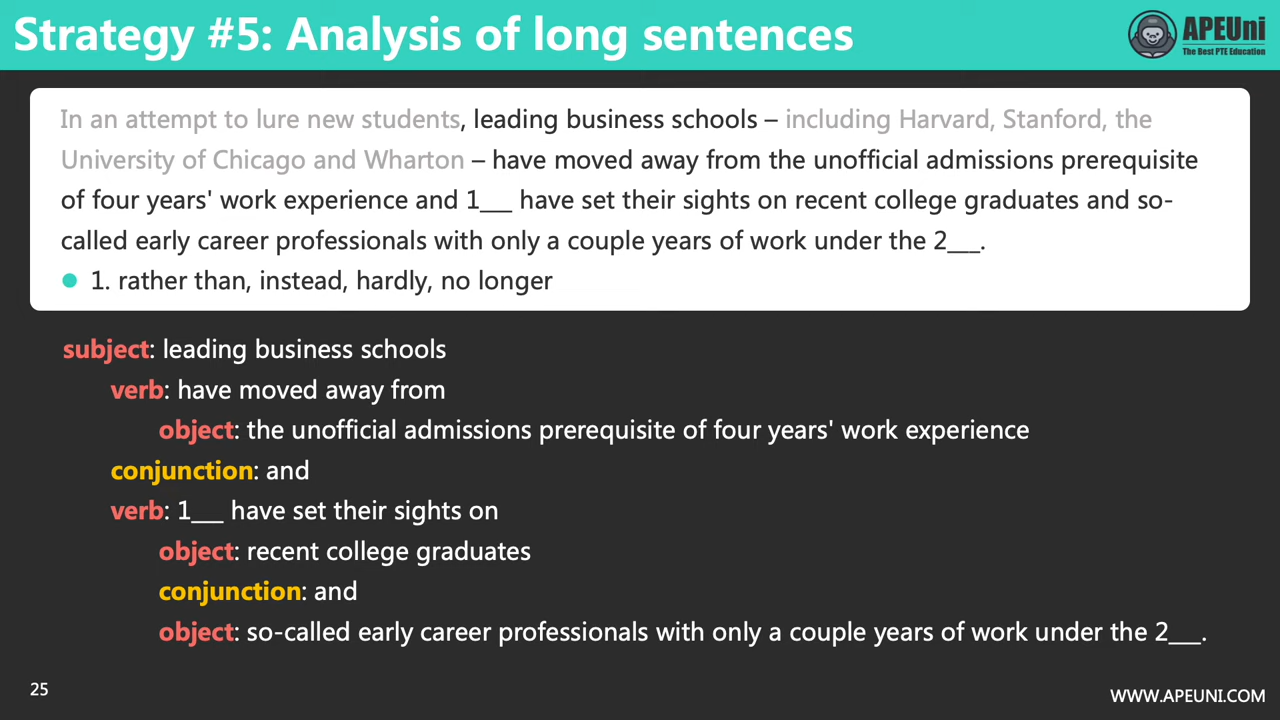 Strategy #5: Analysis of long sentences
APEUni
The Best PTE Education
In an attempt to lure new students, leading business schools – including Harvard, Stanford, the
University of Chicago and Wharton – have moved away from the unofficial admissions prerequisite
of four years' work experience and 1___ have set their sights on recent college graduates and so-
called early career professionals with only a couple years of work under the 2___.
● 1. rather than, instead, hardly, no longer
subject: leading business schools
verb: have moved away from
object: the unofficial admissions prerequisite of four years' work experience
conjunction: and
verb: 1___ have set their sights on
object: recent college graduates
conjunction: and
object: so-called early career professionals with only a couple years of work under the 2___.
25
WWW.APEUNI.COM